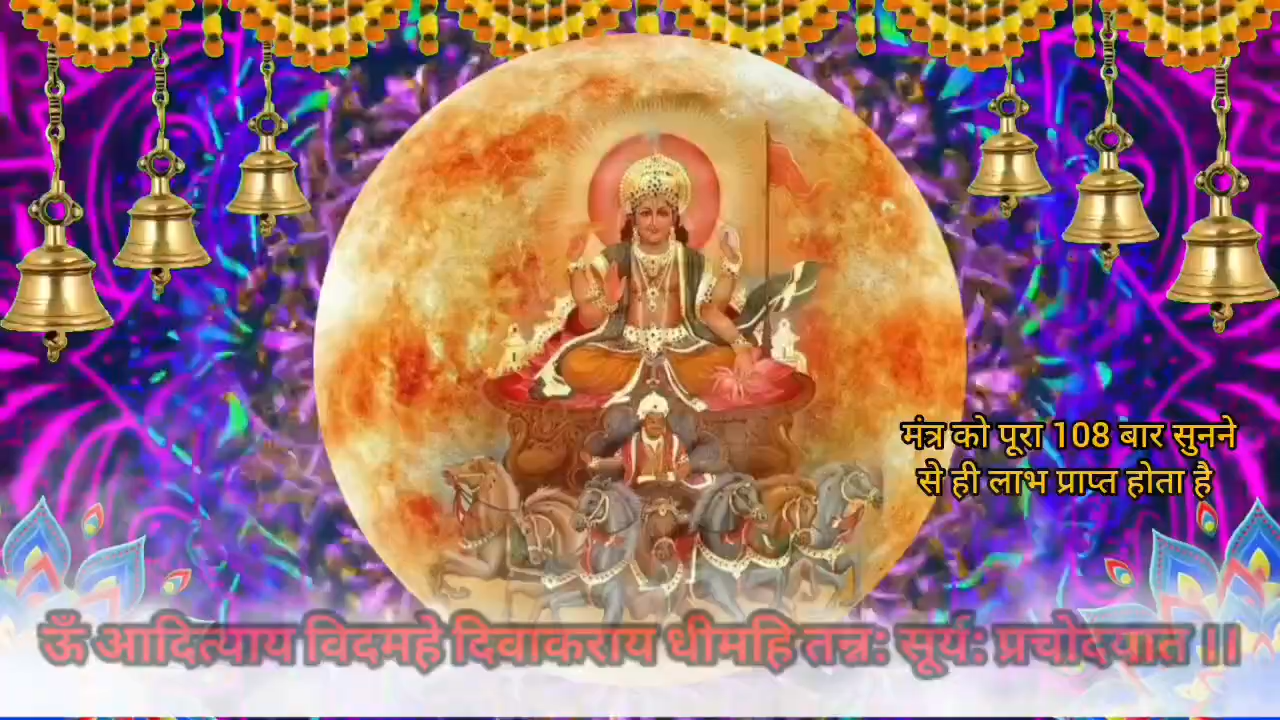 मंत्र को पूरा 108 बार सुनने
से ही लाभ प्राप्त होता है
ॐ आदित्याय विदमहे दिवाकराय धीमहि तन्न: सूर्य: प्रचोदयात ।।